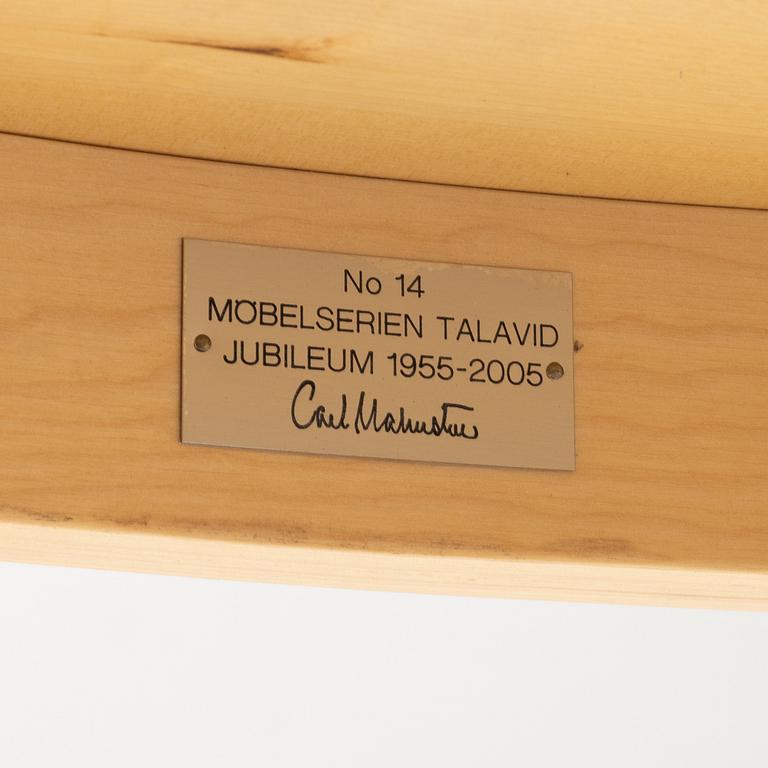 No 14
MÖBELSERIEN TALAVID
JUBILEUM 1955-2005
Carl Malmsten